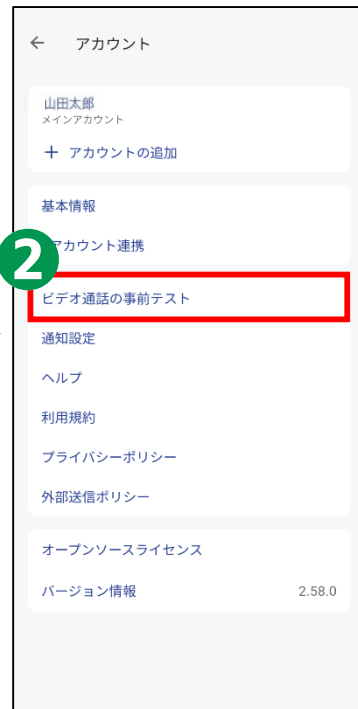 ← アカウント
山田太郎
メインアカウント
＋ アカウントの追加
基本情報
カウント連携
2
ビデオ通話の事前テスト
通知設定
ヘルプ
利用規約
プライバシーポリシー
外部送信ポリシー
オープンソースライセンス
バージョン情報 2.58.0